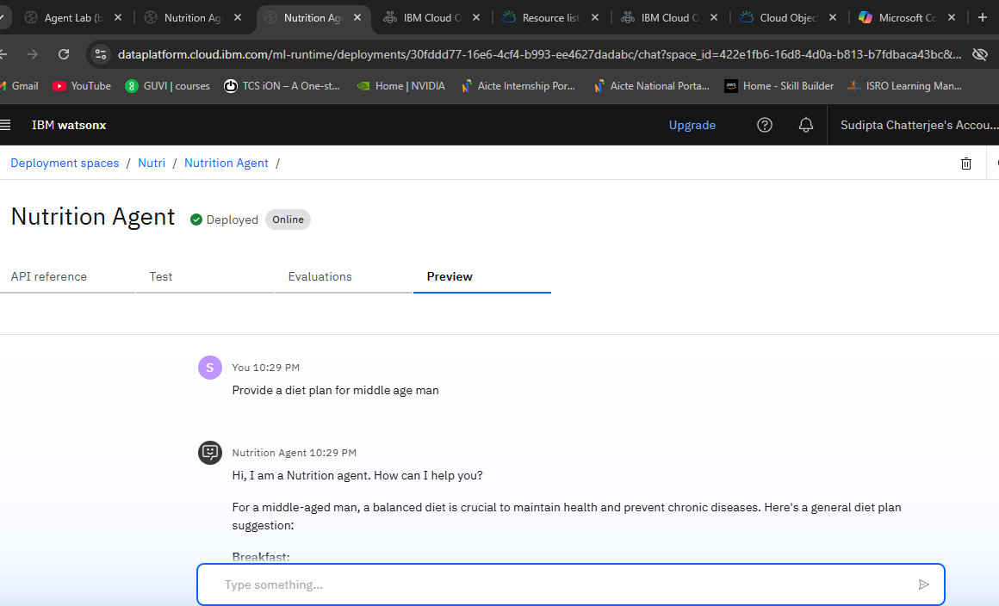 Agent Lab (b
Nutrition Ag
Nutrition Ag
IBM Cloud O
Resource list
IBM Cloud O
Cloud Objec
Microsoft Co
dataplatform.cloud.ibm.com/ml-runtime/deployments/30fddd77-16e6-4cf4-b993-ee4627dadabc/chat?space_id=422e1fb6-16d8-4d0a-b813-b7fdbaca43bc&...
Gmail
YouTube
GUVI | courses
TCS iON – A One-st...
Home | NVIDIA
Aicte Internship Por...
Aicte National Porta...
aws
Home - Skill Builder
ISRO Learning Man...
IBM watsonx
Upgrade
Sudipta Chatterjee's Accou...
Deployment spaces / Nutri / Nutrition Agent /
Nutrition Agent
Deployed
Online
API reference
Test
Evaluations
Preview
S
You 10:29 PM
Provide a diet plan for middle age man
Nutrition Agent 10:29 PM
Hi, I am a Nutrition agent. How can I help you?
For a middle-aged man, a balanced diet is crucial to maintain health and prevent chronic diseases. Here's a general diet plan
suggestion:
Breakfast:
Type something...